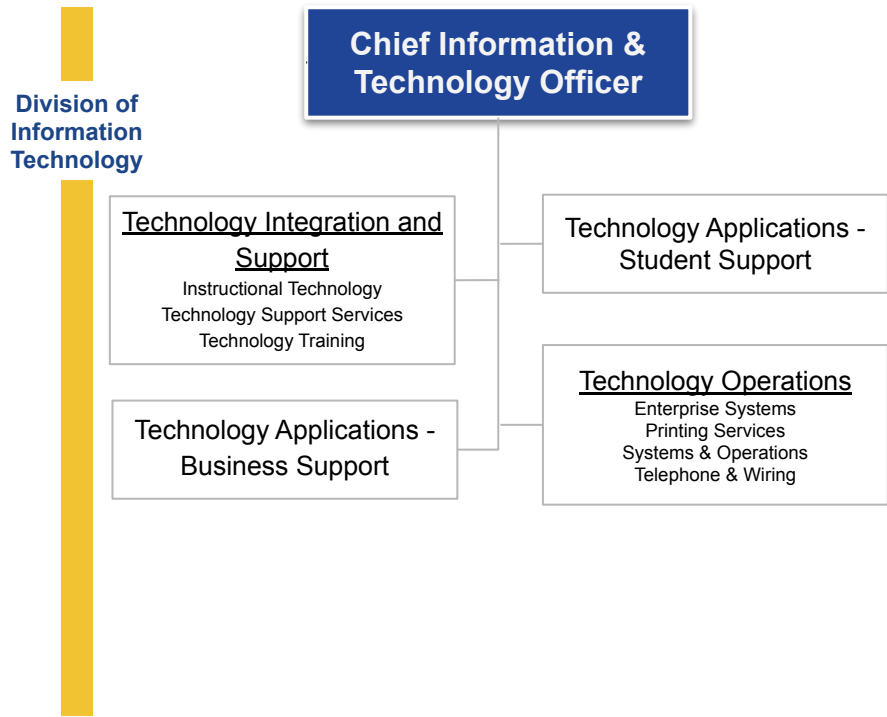 Chief Information &
Technology Officer
Division of
Information
Technology
Technology Integration and
Support
Instructional Technology
Technology Support Services
Technology Training
Technology Applications -
Student Support
Technology Applications -
Business Support
Technology Operations
Enterprise Systems
Printing Services
Systems & Operations
Telephone & Wiring